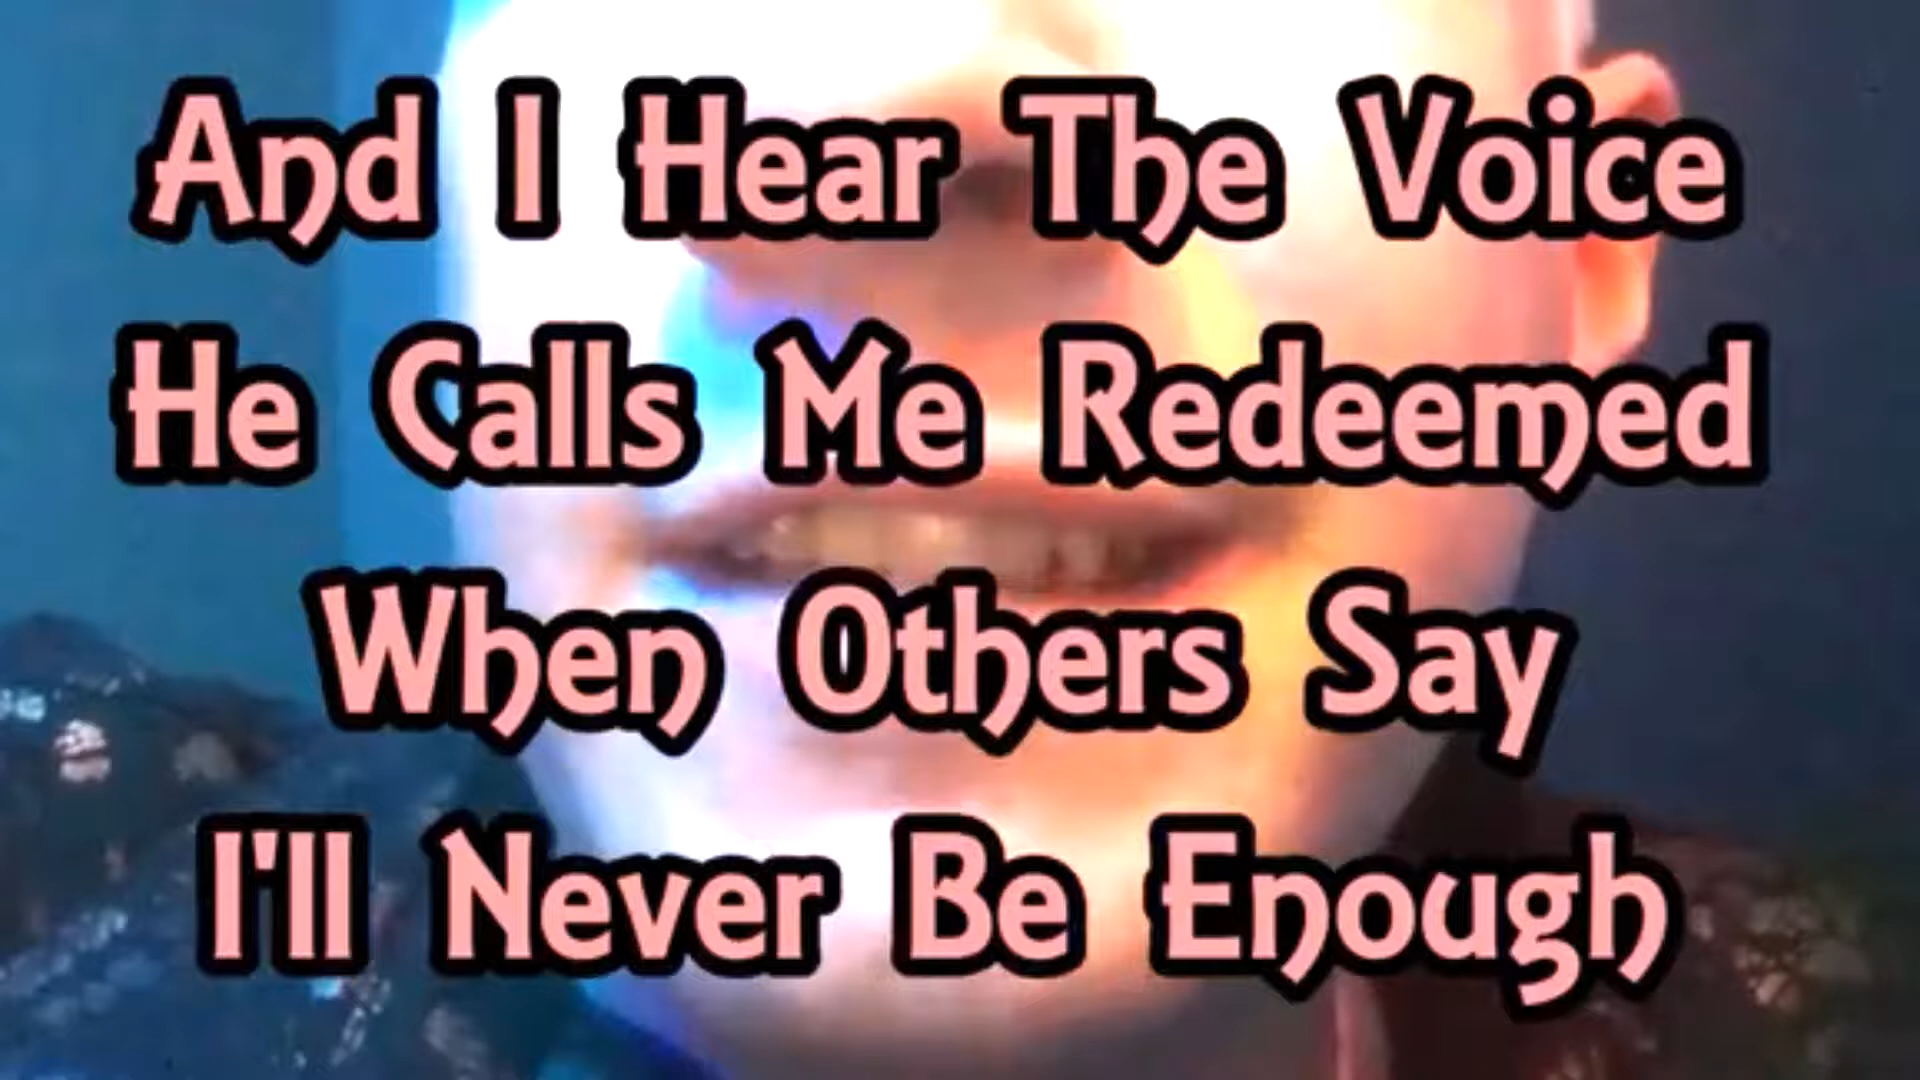 And I Hear The Voice
He Calls Me Redeemed
When Others Say
I'll Never Be Enough